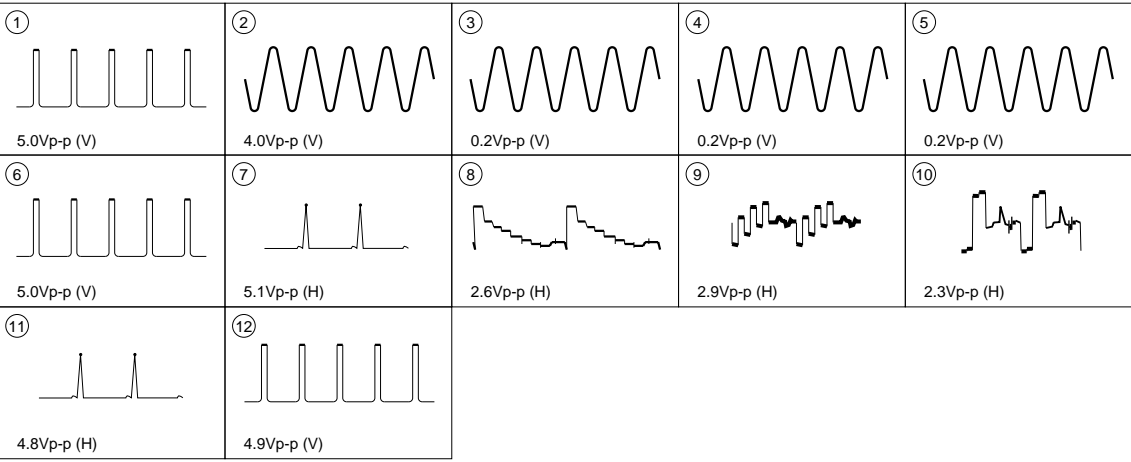 1
5.0Vp-p (V)
2
4.0Vp-p (V)
3
0.2Vp-p (V)
4
0.2Vp-p (V)
5
0.2Vp-p (V)
6
5.0Vp-p (V)
7
5.1Vp-p (H)
8
2.6Vp-p (H)
9
2.9Vp-p (H)
10
2.3Vp-p (H)
11
4.8Vp-p (H)
12
4.9Vp-p (V)